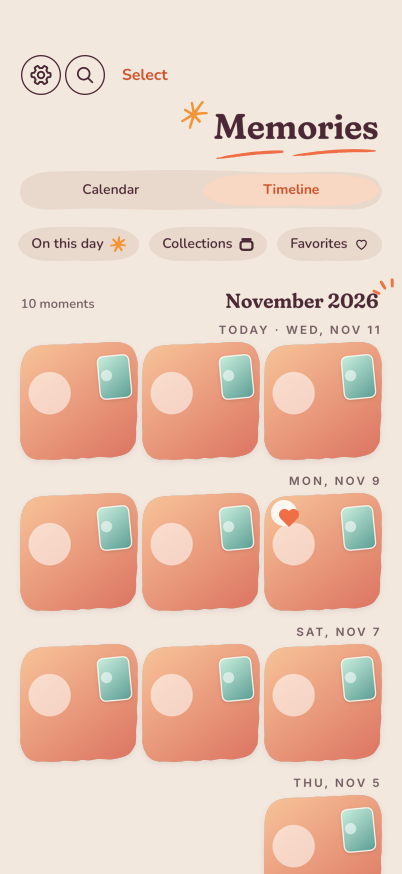 Select
Memories
Calendar
Timeline
On this day
Collections
Favorites
10 moments
November 2026
TODAY · WED, NOV 11
MON, NOV 9
SAT, NOV 7
THU, NOV 5